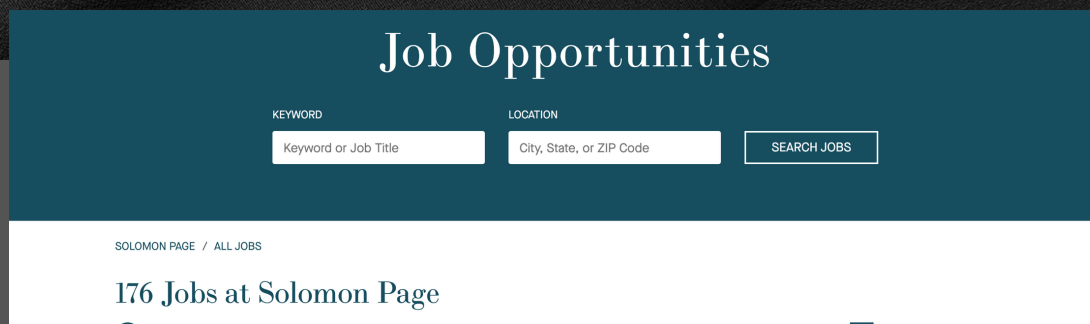 Job Opportunities
KEYWORD LOCATION
Keyword or Job Title City, State, or ZIP Code SEARCH JOBS
SOLOMON PAGE / ALL JOBS
176 Jobs at Solomon Page